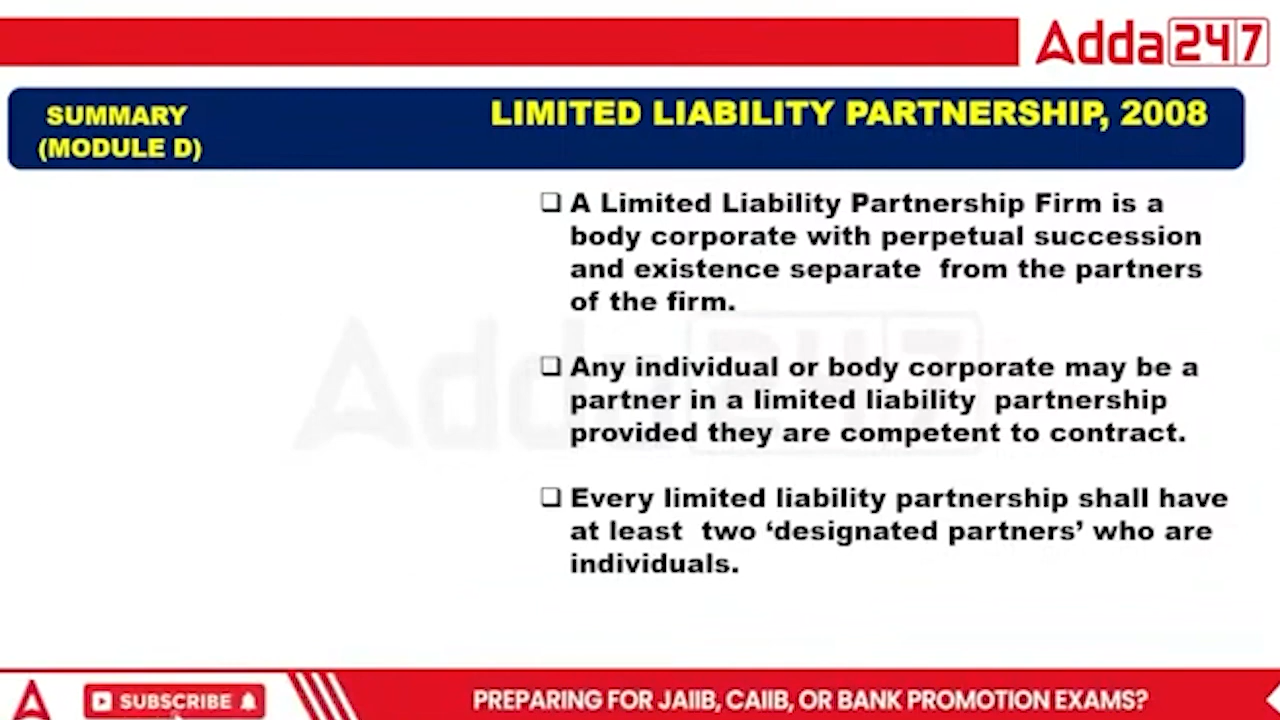 Adda247
SUMMARY
(MODULE D)
LIMITED LIABILITY PARTNERSHIP, 2008
❑ A Limited Liability Partnership Firm is a
body corporate with perpetual succession
and existence separate from the partners
of the firm.
❑ Any individual or body corporate may be a
partner in a limited liability partnership
provided they are competent to contract.
❑ Every limited liability partnership shall have
at least two ‘designated partners’ who are
individuals.
Adda247
SUBSCRIBE
PREPARING FOR JAIIB, CAIIB, OR BANK PROMOTION EXAMS?